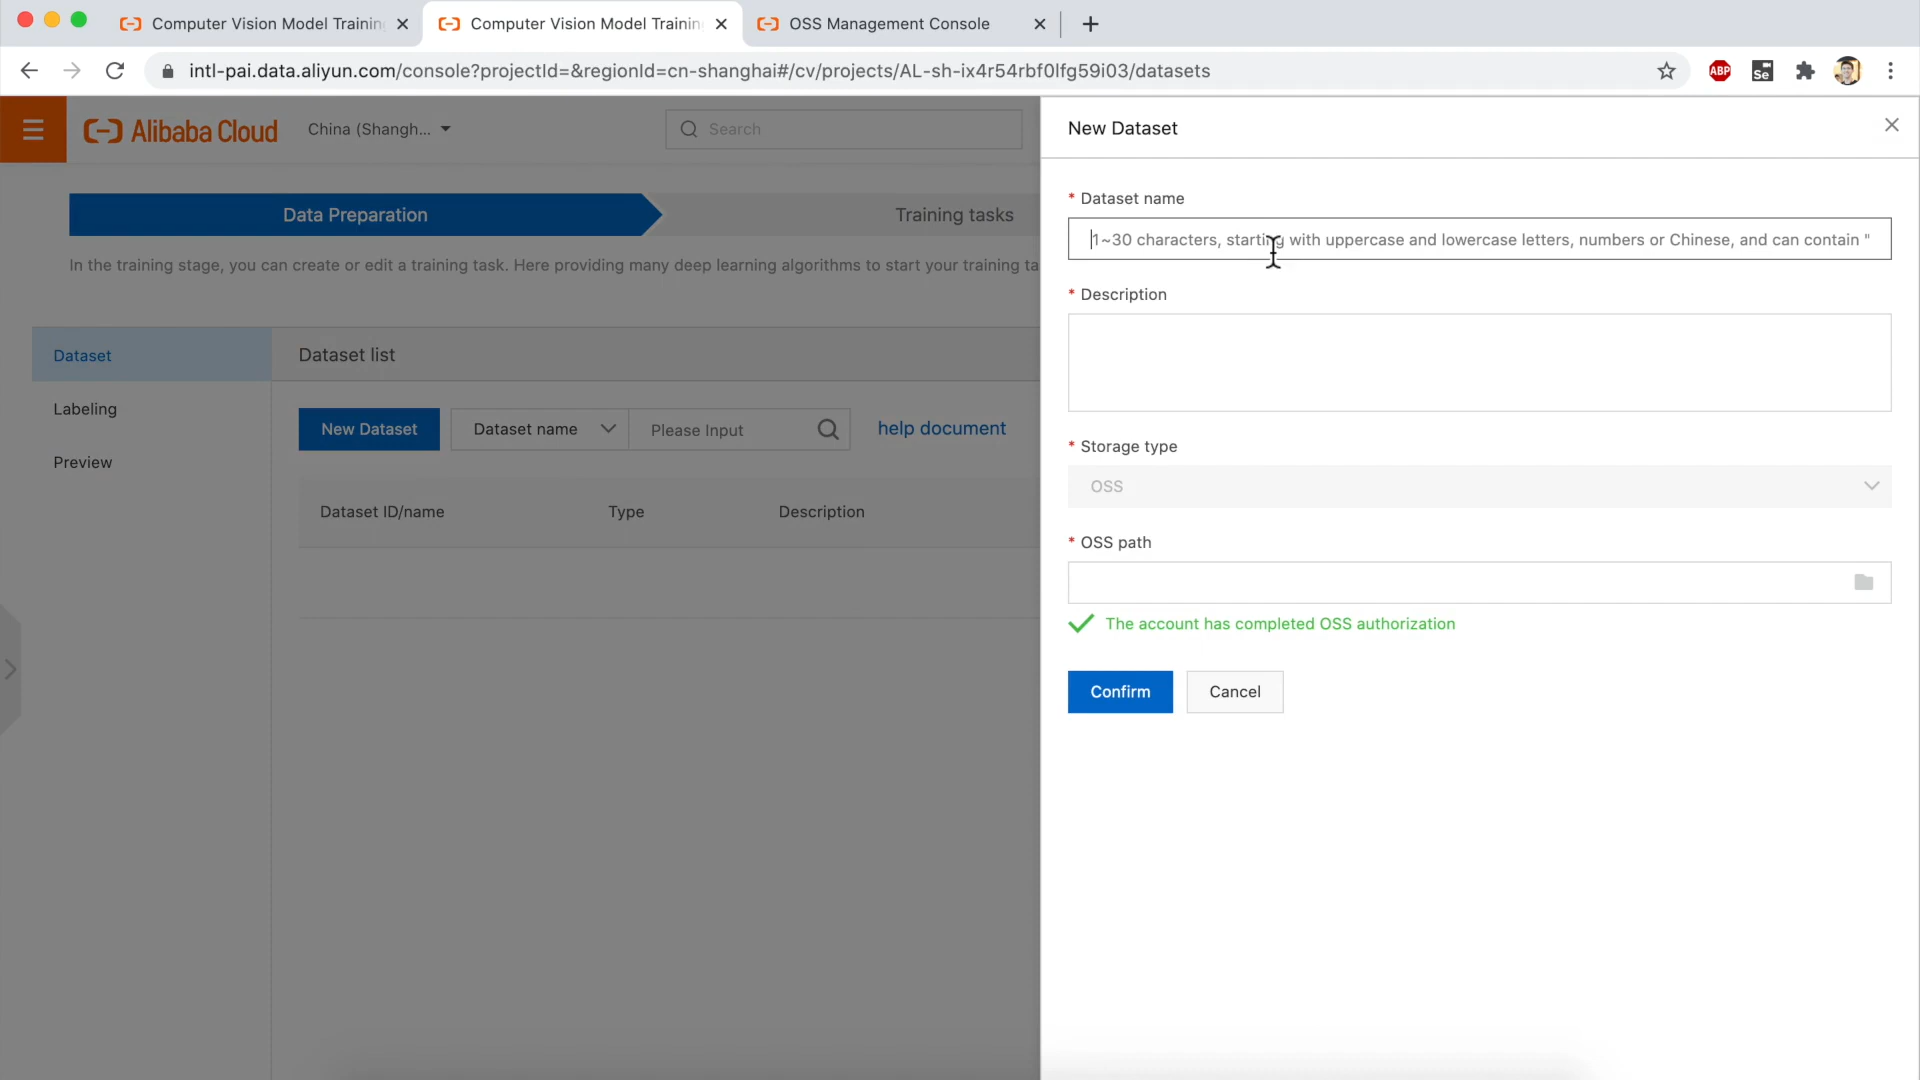 Computer Vision Model Training
Computer Vision Model Training
OSS Management Console
intl-pai.data.aliyun.com/console?projectId=&regionId=cn-shanghai#/cv/projects/AL-sh-ix4r54rbf0lfg59i03/datasets
ABP
Se
Alibaba Cloud
China (Shangh...
Search
New Dataset
Data Preparation
Training tasks
In the training stage, you can create or edit a training task. Here providing many deep learning algorithms to start your training ta
* Dataset name
1~30 characters, starting with uppercase and lowercase letters, numbers or Chinese, and can contain "
* Description
Dataset
Labeling
Preview
Dataset list
New Dataset
Dataset name
Please Input
help document
Dataset ID/name
Type
Description
* Storage type
OSS
* OSS path
The account has completed OSS authorization
Confirm
Cancel